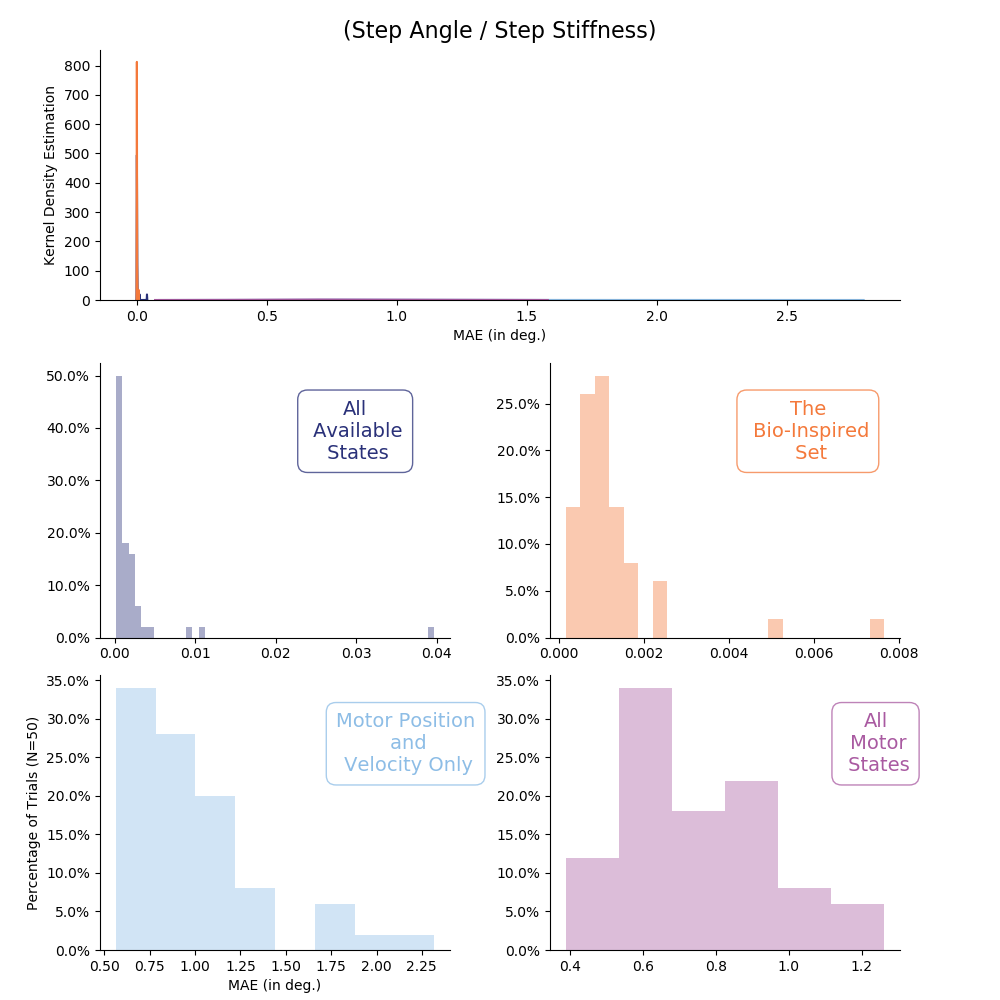 (Step Angle / Step Stiffness)
Kernel Density Estimation
800
700
600
500
400
300
200
100
0
0.0 0.5 1.0 1.5 2.0 2.5
MAE (in deg.)
50.0%
40.0%
30.0%
20.0%
10.0%
0.0%
0.00 0.01 0.02 0.03 0.04
All
Available
States
25.0%
20.0%
15.0%
10.0%
5.0%
0.0%
0.000 0.002 0.004 0.006 0.008
The
Bio-Inspired
Set
Percentage of Trials (N=50)
35.0%
30.0%
25.0%
20.0%
15.0%
10.0%
5.0%
0.0%
0.50 0.75 1.00 1.25 1.50 1.75 2.00 2.25
MAE (in deg.)
Motor Position
and
Velocity Only
35.0%
30.0%
25.0%
20.0%
15.0%
10.0%
5.0%
0.0%
0.4 0.6 0.8 1.0 1.2
All
Motor
States